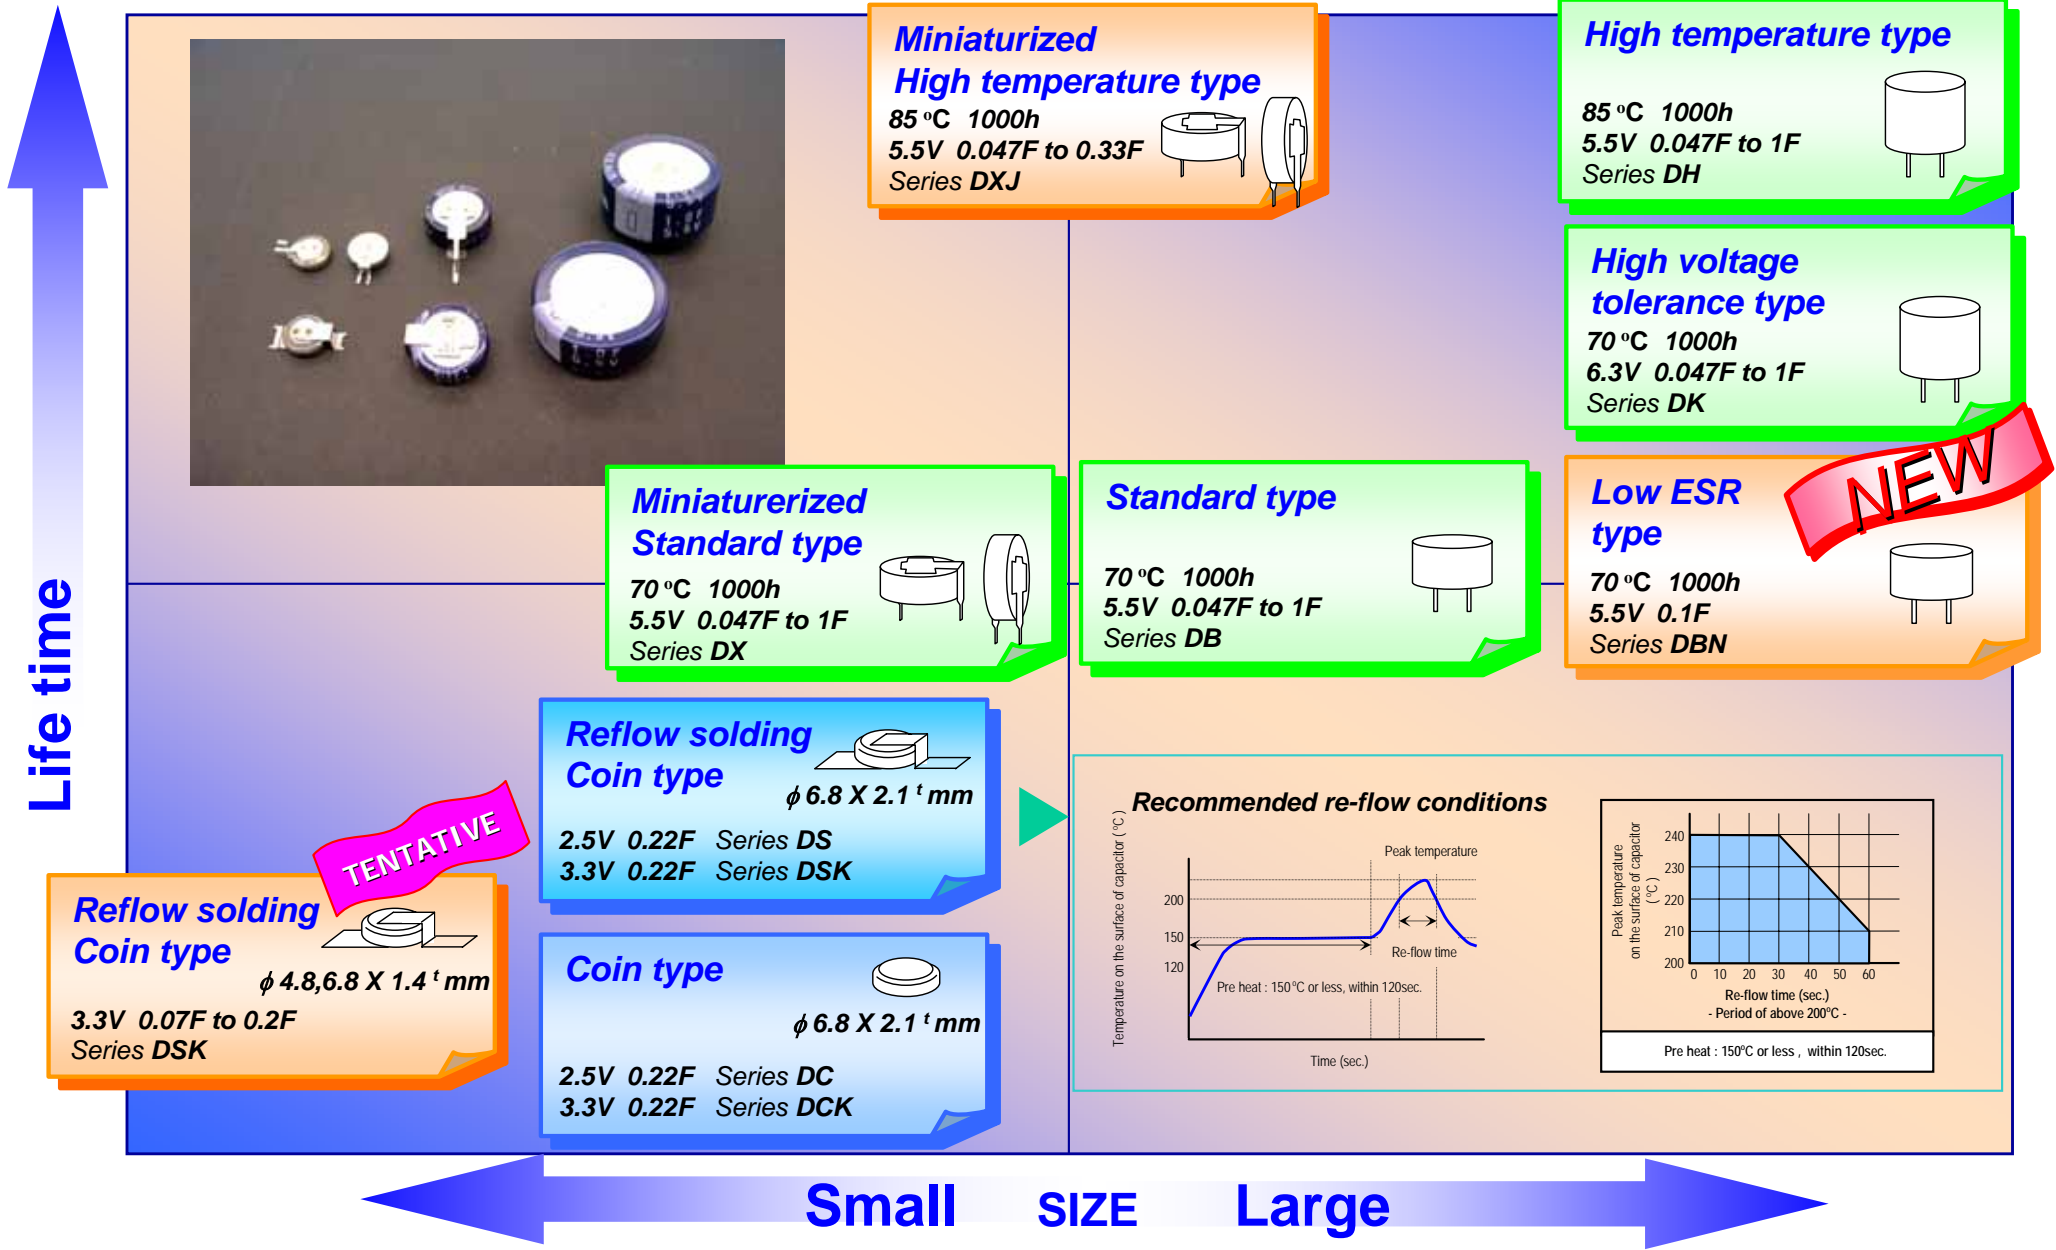 Life time
Miniaturized
High temperature type
85 °C 1000h
5.5V 0.047F to 0.33F
Series DXJ
High temperature type
85 °C 1000h
5.5V 0.047F to 1F
Series DH
High voltage
tolerance type
70 °C 1000h
6.3V 0.047F to 1F
Series DK
Miniaturerized
Standard type
70 °C 1000h
5.5V 0.047F to 1F
Series DX
Standard type
70 °C 1000h
5.5V 0.047F to 1F
Series DB
NEW
Low ESR
type
70 °C 1000h
5.5V 0.1F
Series DBN
Reflow solding
Coin type
ϕ 6.8 X 2.1 t mm
2.5V 0.22F Series DS
3.3V 0.22F Series DSK
TENTATIVE
Reflow solding
Coin type
ϕ 4.8,6.8 X 1.4 t mm
3.3V 0.07F to 0.2F
Series DSK
Coin type
ϕ 6.8 X 2.1 t mm
2.5V 0.22F Series DC
3.3V 0.22F Series DCK
Recommended re-flow conditions
Temperature on the surface of capacitor ( °C )
Peak temperature
200
150
120
Re-flow time
Pre heat : 150°C or less, within 120sec.
Time (sec.)
Peak temperature
on the surface of capacitor
( °C )
240
230
220
210
200
0 10 20 30 40 50 60
Re-flow time (sec.)
- Period of above 200°C -
Pre heat : 150°C or less , within 120sec.
Small SIZE Large